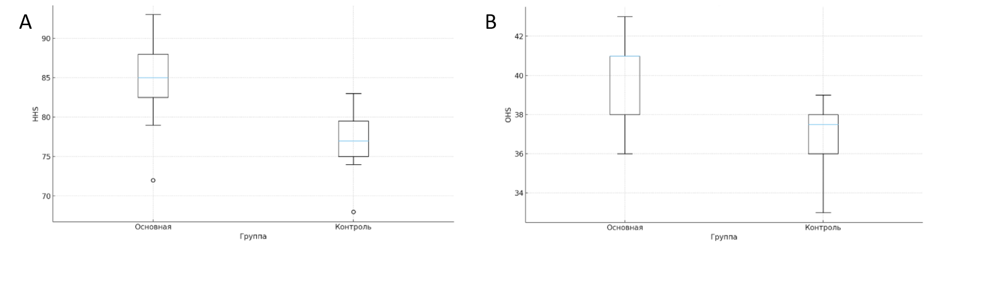 A
90
85
80
75
70
HHS
Основная
Контроль
Группа
B
42
40
38
36
34
OHS
Основная
Контроль
Группа